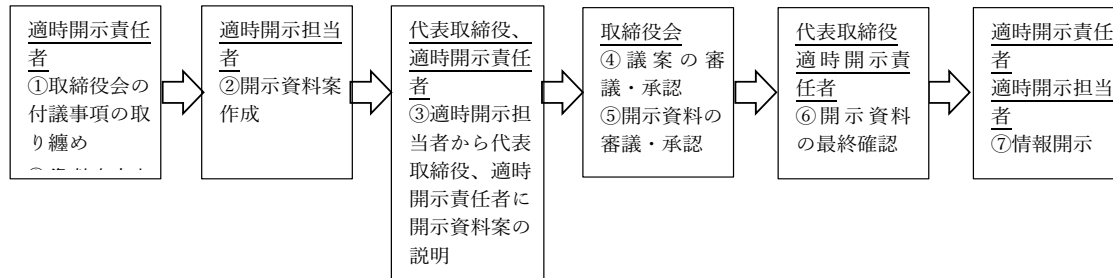 適時開示責任
者
①取締役会の
付議事項の取
り纏め
適時開示担当
者
②開示資料案
作成
代表取締役、
適時開示責任
者
③適時開示担
当者から代表
取締役、適時
開示責任者に
開示資料案の
説明
取締役会
④議案の審
議・承認
⑤開示資料の
審議・承認
代表取締役
適時開示責
任者
⑥開示資料
の最終確認
適時開示責任
者
適時開示担当
者
⑦情報開示